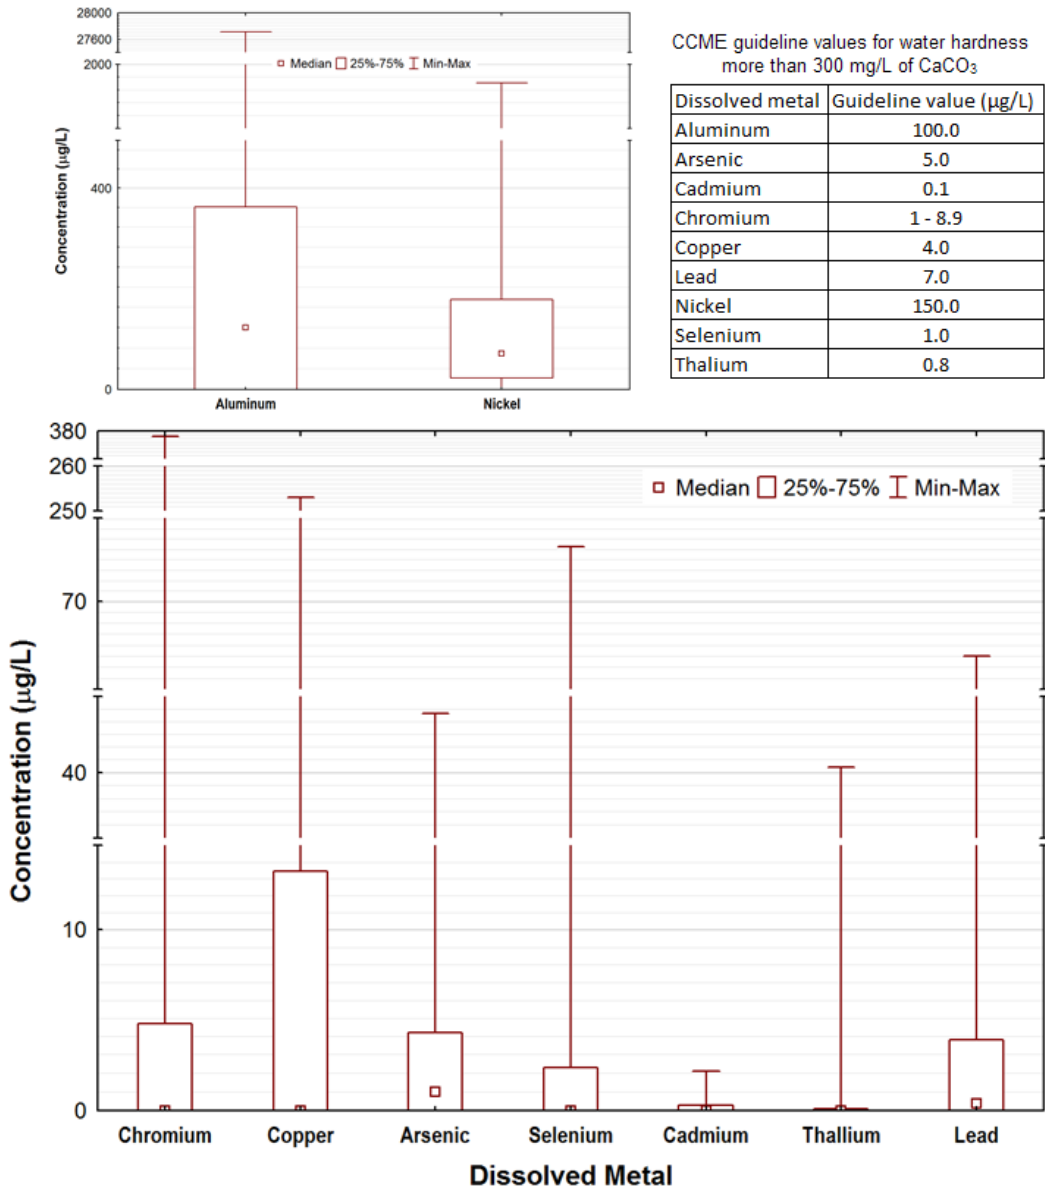 28000
27600
2000
Median 25%-75% Min-Max
400
0
Concentration (µg/L)
Aluminum Nickel
CCME guideline values for water hardness
more than 300 mg/L of CaCO₃
Dissolved metal Guideline value (µg/L)
Aluminum 100.0
Arsenic 5.0
Cadmium 0.1
Chromium 1 - 8.9
Copper 4.0
Lead 7.0
Nickel 150.0
Selenium 1.0
Thalium 0.8
380
260
250
70
40
10
0
Median 25%-75% Min-Max
Concentration (µg/L)
Chromium Copper Arsenic Selenium Cadmium Thallium Lead
Dissolved Metal